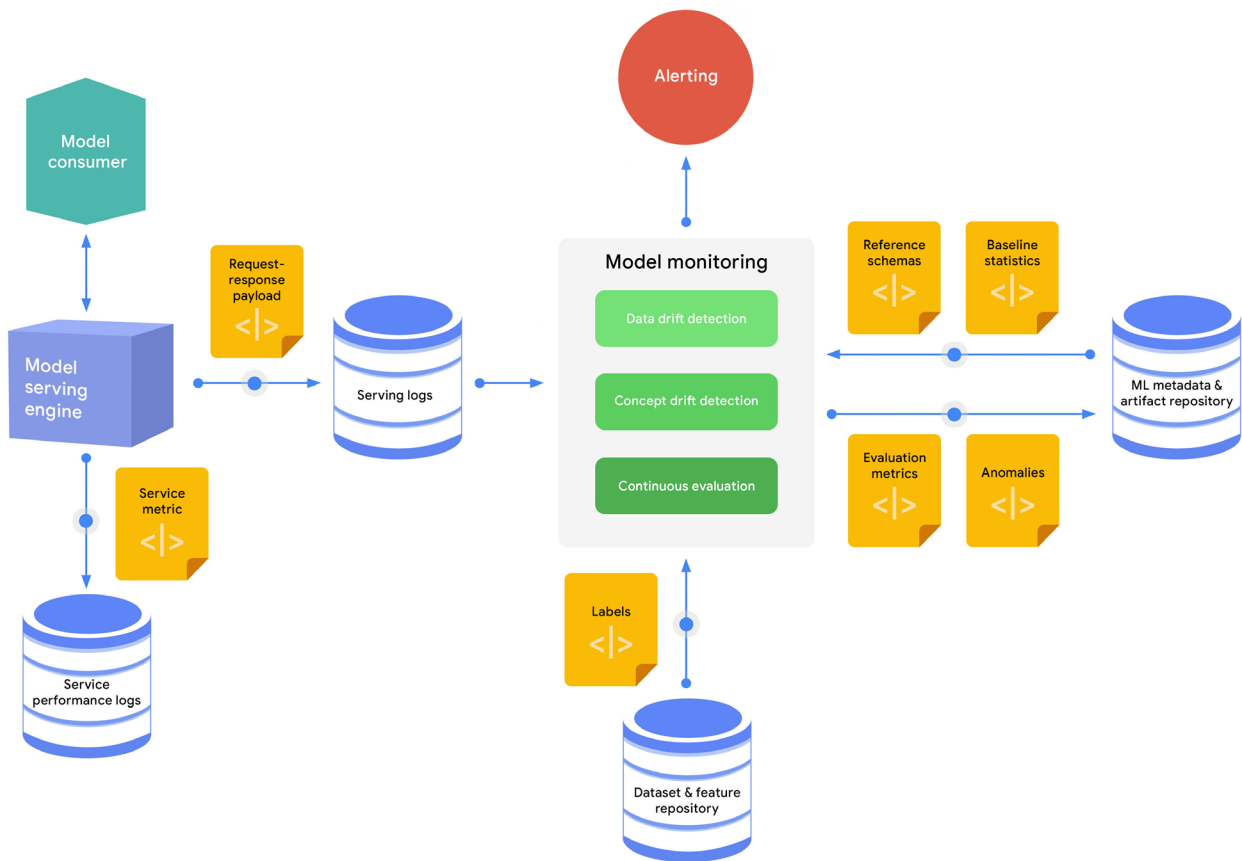 Alerting
Model
consumer
Request-
response
payload
</>
Reference
schemas
</>
Baseline
statistics
</>
Model monitoring
Data drift detection
Model
serving
engine
Serving logs
Concept drift detection
ML metadata &
artifact repository
Continuous evaluation
Evaluation
metrics
<|>
Anomalies
<|>
Service
metric
<|>
Labels
<|>
Service
performance logs
Dataset & feature
repository